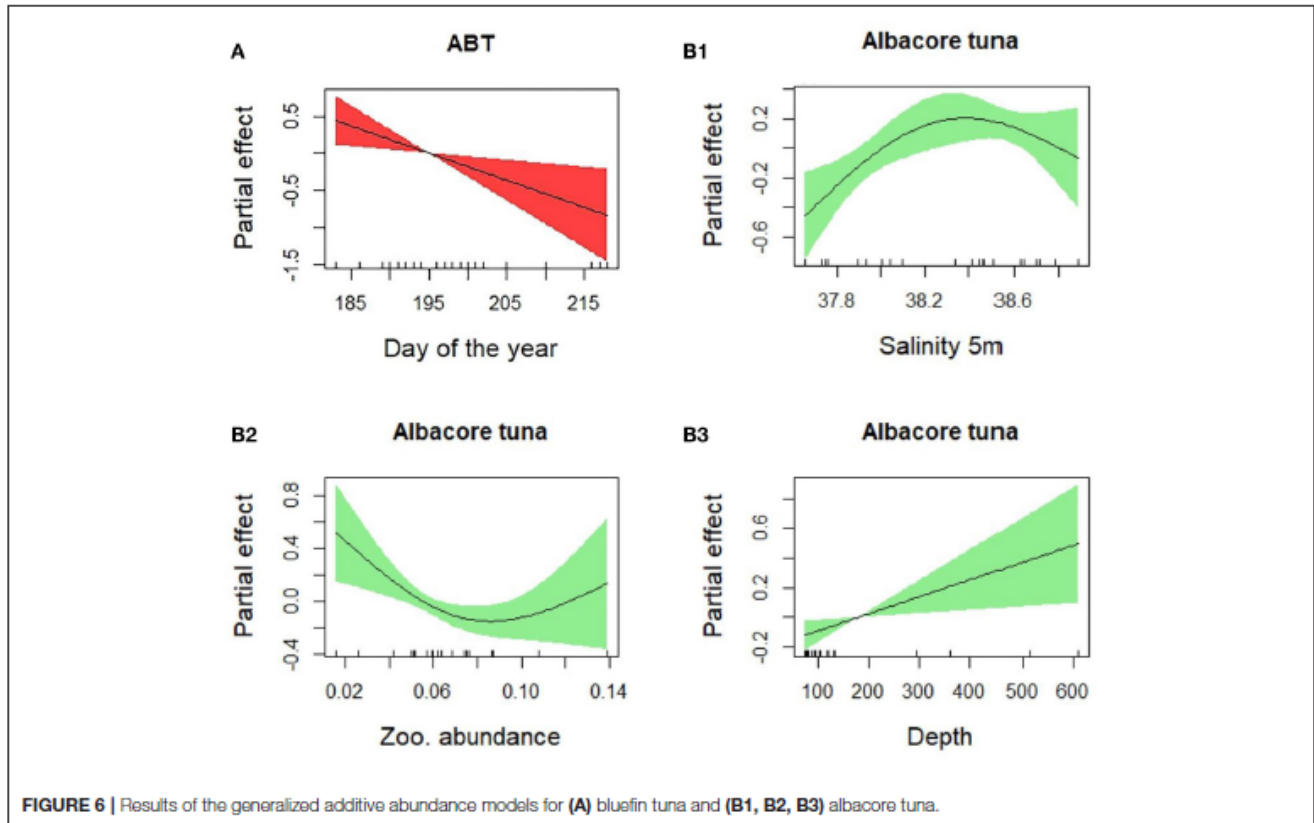 A
ABT
Partial effect
0.5
-0.5
-1.5
185 195 205 215
Day of the year
B1
Albacore tuna
Partial effect
0.2
-0.2
-0.6
37.8 38.2 38.6
Salinity 5m
B2
Albacore tuna
Partial effect
0.8
0.4
0.0
-0.4
0.02 0.06 0.10 0.14
Zoo. abundance
B3
Albacore tuna
Partial effect
0.6
0.2
-0.2
100 200 300 400 500 600
Depth
FIGURE 6 | Results of the generalized additive abundance models for (A) bluefin tuna and (B1, B2, B3) albacore tuna.